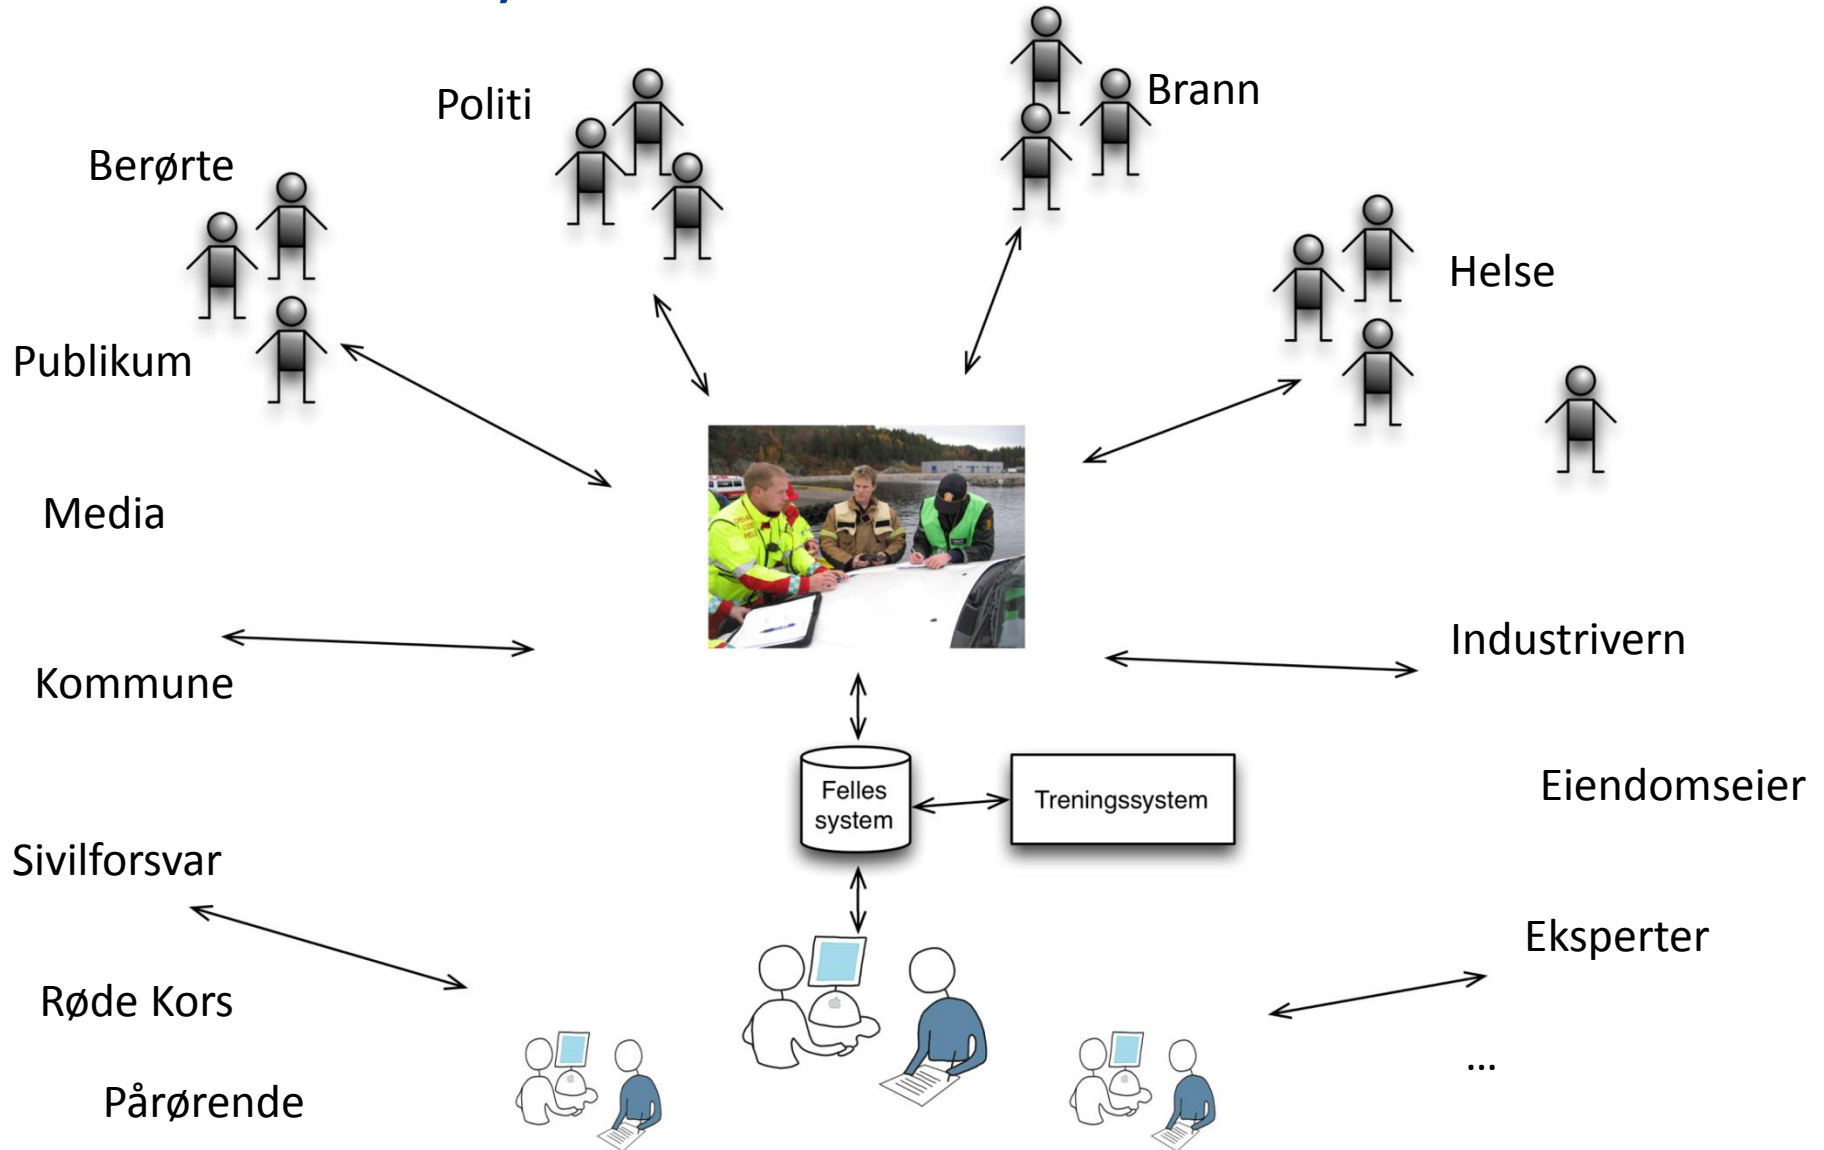 Politi
Brann
Berørte
Helse
Publikum
Media
Industrivern
Kommune
Felles
system
Treningssystem
Eiendomseier
Sivilforsvar
Eksperter
Røde Kors
...
Pårørende